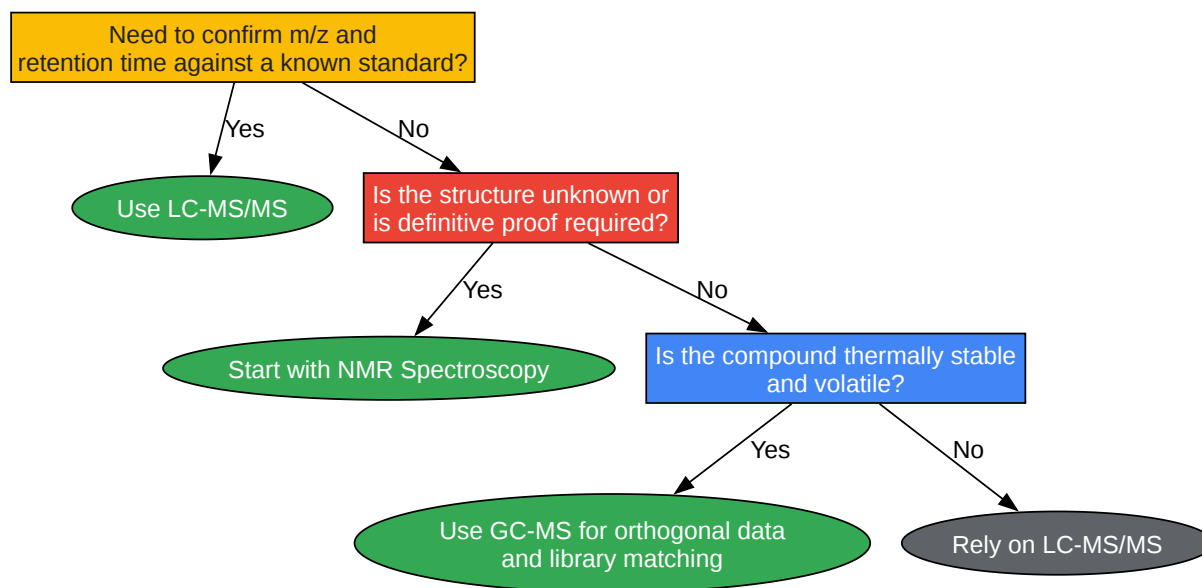 Need to confirm m/z and
retention time against a known standard?
Yes
No
Use LC-MS/MS
Is the structure unknown or
is definitive proof required?
Yes
No
Start with NMR Spectroscopy
Is the compound thermally stable
and volatile?
Yes
No
Use GC-MS for orthogonal data
and library matching
Rely on LC-MS/MS